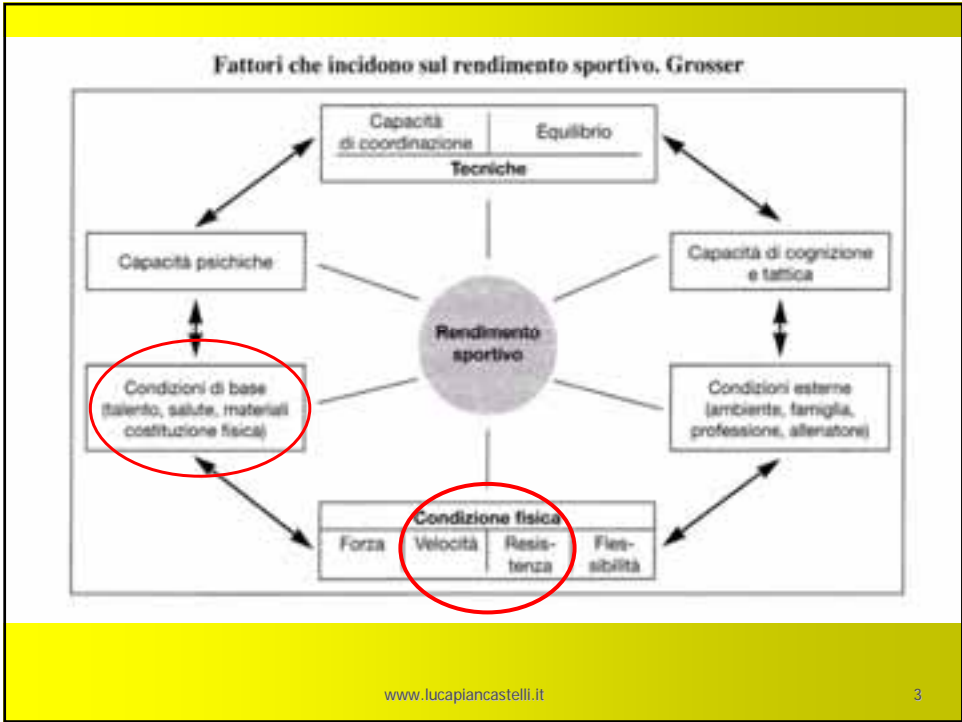 Fattori che incidono sul rendimento sportivo. Grosser
Capacità
di coordinazione
Equilibrio
Tecniche
Capacità psichiche
Capacità di cognizione
e tattica
Rendimento
sportivo
Condizioni di base
(talento, salute, materiali
costituzione fisica)
Condizioni esterne
(ambiente, famiglia,
professione, allenatore)
Condizione fisica
Forza
Velocità
Resis-
tenza
Fles-
sibilità
www.lucapiancastelli.it
3